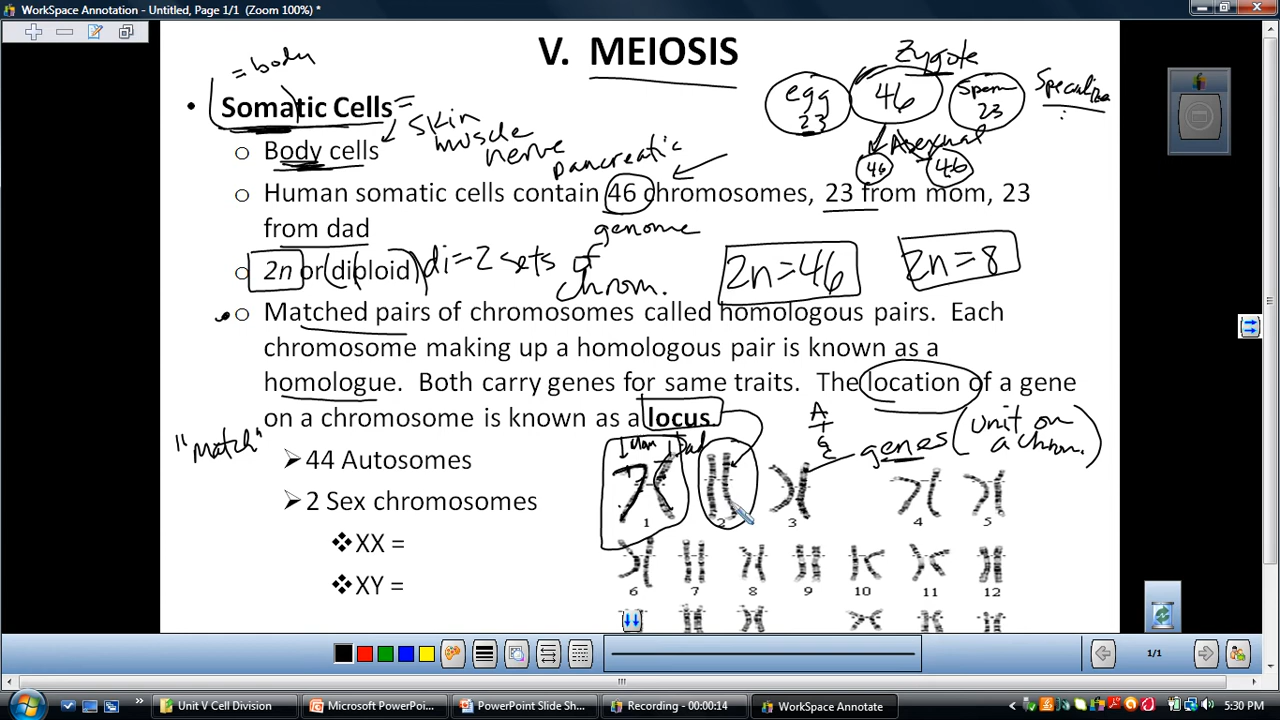 WorkSpace Annotation - Untitled, Page 1/1 (Zoom 100%) *
V. MEIOSIS
= body
Zygote
egg
23
46
Sperm
23
• Somatic Cells =
skin
muscle
nerve
pancreatic
Asexual
46
46
o Body cells
o Human somatic cells contain 46 chromosomes, 23 from mom, 23
from dad
genome
o 2n or (diploid) di = 2 sets of
chrom.
2n=46
2n=8
o Matched pairs of chromosomes called homologous pairs. Each
chromosome making up a homologous pair is known as a
homologue. Both carry genes for same traits. The location of a gene
on a chromosome is known as a locus.
"match"
A
T
G
C
genes (unit on
a chrom.)
mom dad
➢ 44 Autosomes
➢ 2 Sex chromosomes
❖ XX =
❖ XY =
1 2 3 4 5
6 7 8 9 10 11 12
1/1
Unit V Cell Division
Microsoft PowerPoi...
PowerPoint Slide Sh...
Recording - 00:00:14
WorkSpace Annotate
5:30 PM